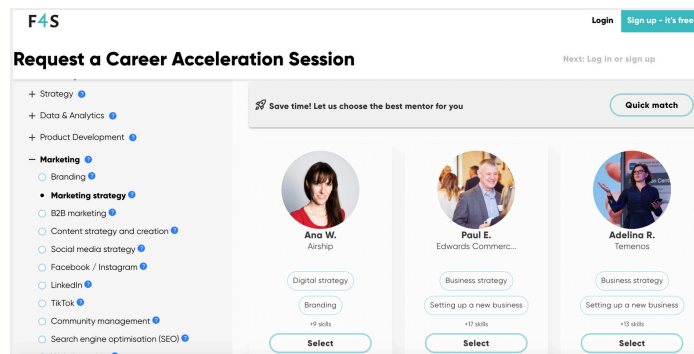 F4S
Login
Sign up - it's free
Request a Career Acceleration Session
Next: Log in or sign up
+ Strategy ?
+ Data & Analytics ?
+ Product Development ?
− Marketing ?
Branding ?
• Marketing strategy ?
B2B marketing ?
Content strategy and creation ?
Social media strategy ?
Facebook / Instagram ?
LinkedIn ?
TikTok ?
Community management ?
Search engine optimisation (SEO) ?
Save time! Let us choose the best mentor for you
Quick match
Ana W.
Airship
Digital strategy
Branding
+9 skills
Select
Paul E.
Edwards Commerc...
Business strategy
Setting up a new business
+17 skills
Select
Adelina R.
Temenos
Business strategy
Setting up a new business
+13 skills
Select